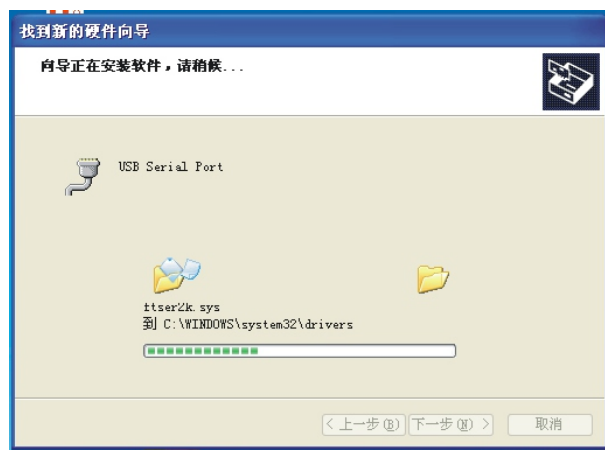 找到新的硬件向导
向导正在安装软件，请稍候...
USB Serial Port
ttser2k.sys
到 C:\WINDOWS\system32\drivers
< 上一步(B) 下一步(N) > 取消